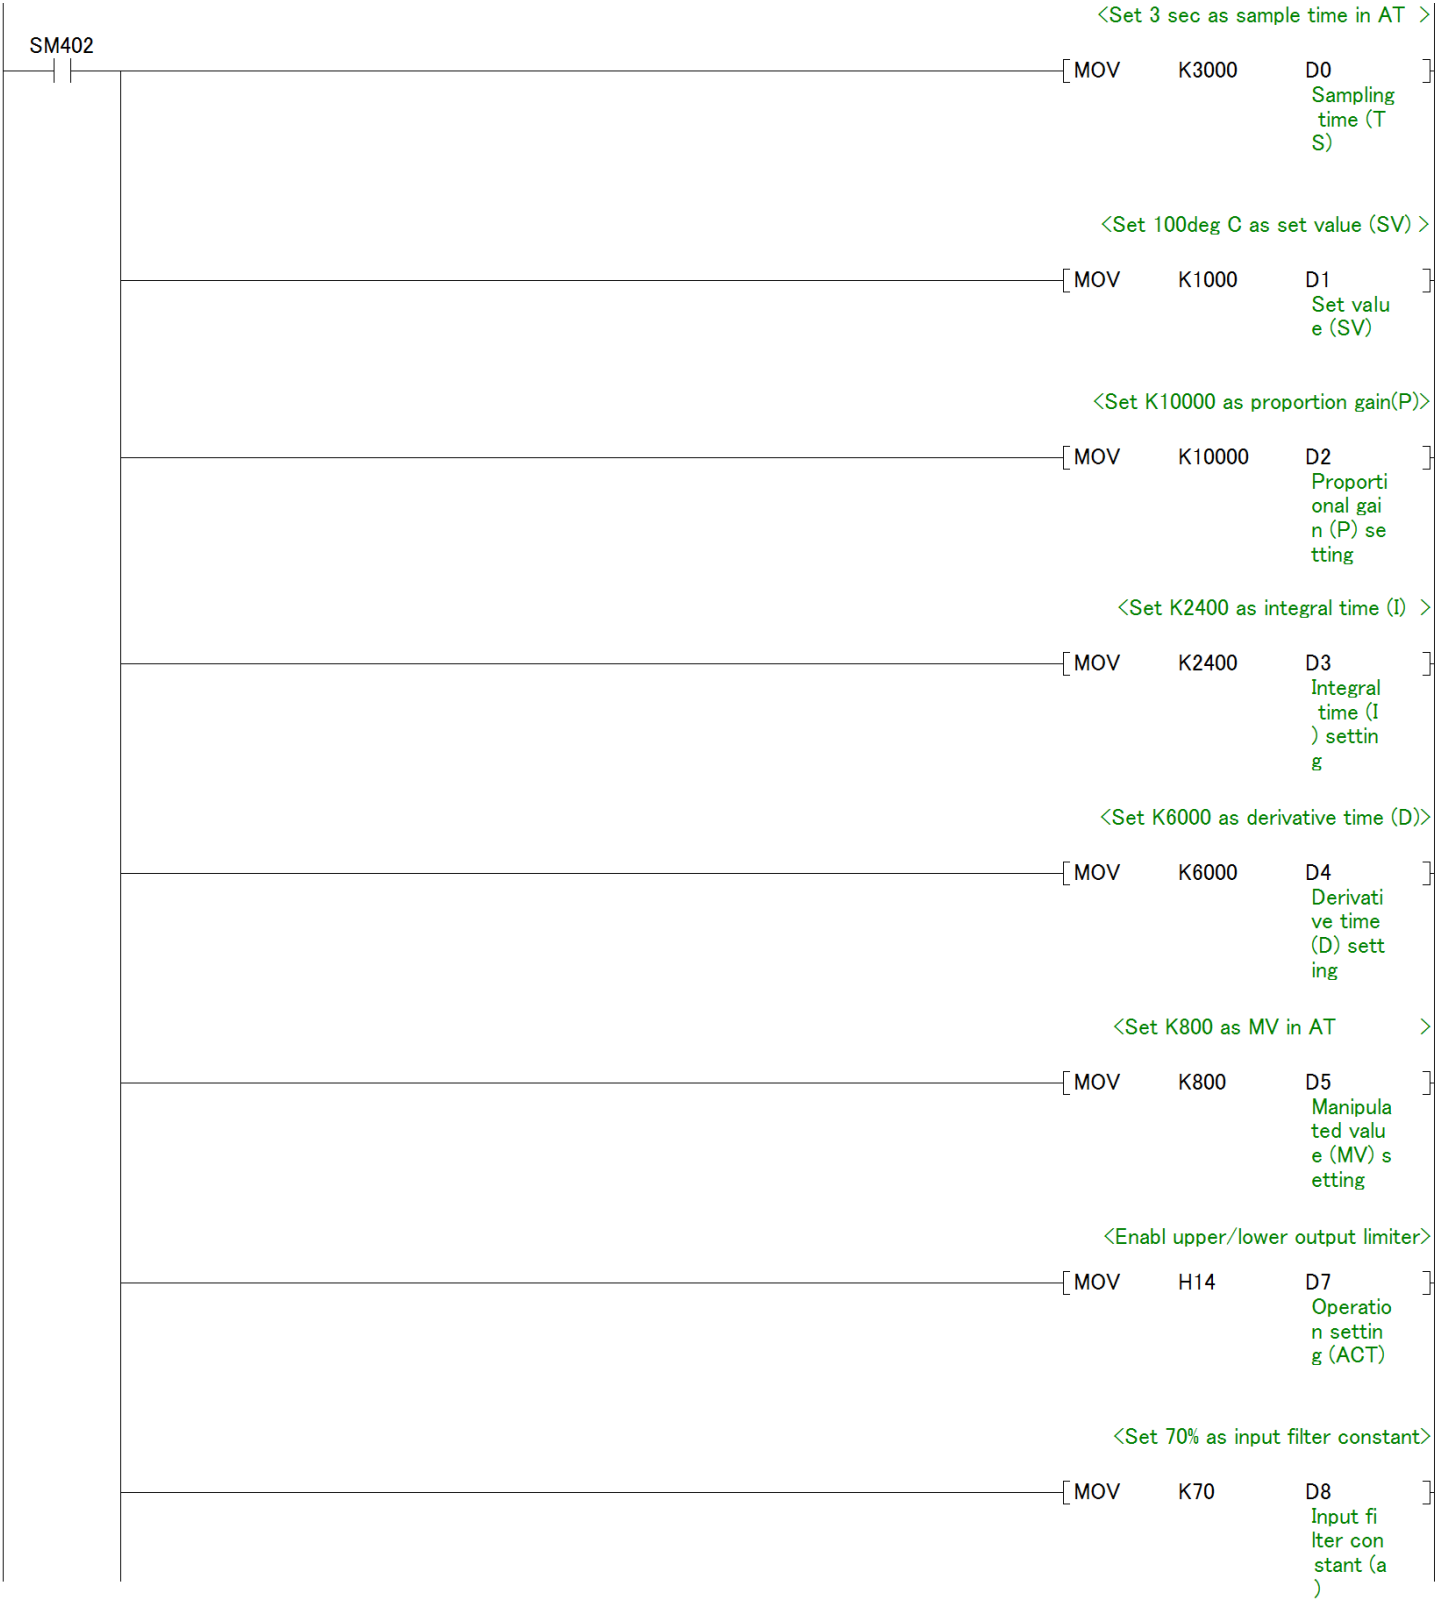 <Set 3 sec as sample time in AT >
SM402
MOV K3000 D0
Sampling
time (T
S)
<Set 100deg C as set value (SV) >
MOV K1000 D1
Set valu
e (SV)
<Set K10000 as proportion gain(P)>
MOV K10000 D2
Proporti
onal gai
n (P) se
tting
<Set K2400 as integral time (I) >
MOV K2400 D3
Integral
time (I
) settin
g
<Set K6000 as derivative time (D)>
MOV K6000 D4
Derivati
ve time
(D) sett
ing
<Set K800 as MV in AT >
MOV K800 D5
Manipula
ted valu
e (MV) s
etting
<Enabl upper/lower output limiter>
MOV H14 D7
Operatio
n settin
g (ACT)
<Set 70% as input filter constant>
MOV K70 D8
Input fi
lter con
stant (a
)